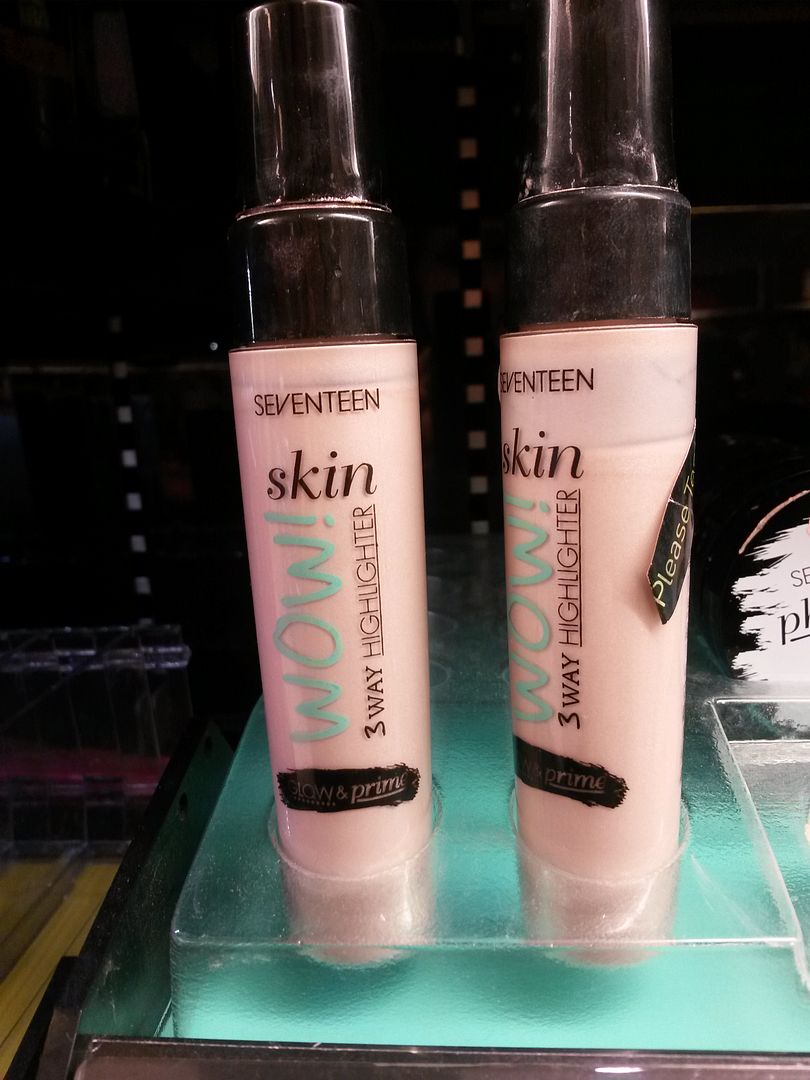 SEVENTEEN
skin
WOW!
3 WAY HIGHLIGHTER
glow & prime
SEVENTEEN
skin
WOW!
3 WAY HIGHLIGHTER
& prime
Please